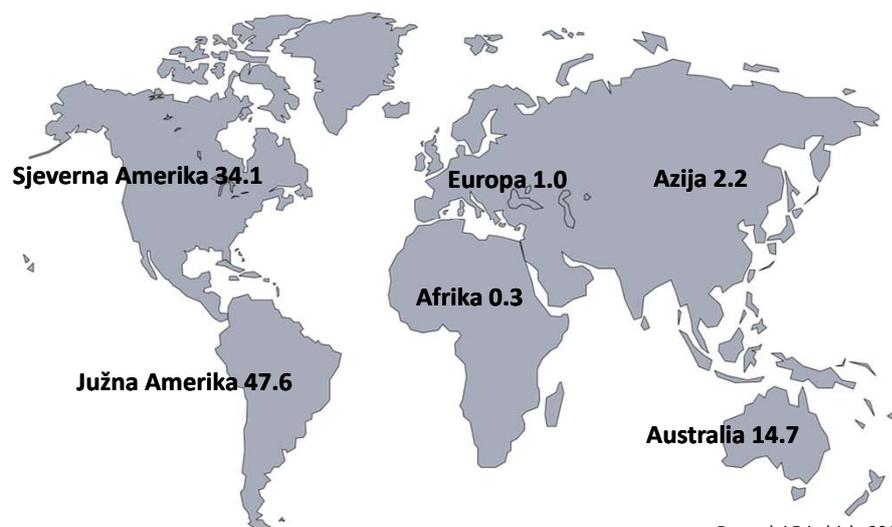 Sjeverna Amerika 34.1
Europa 1.0
Azija 2.2
Afrika 0.3
Južna Amerika 47.6
Australia 14.7